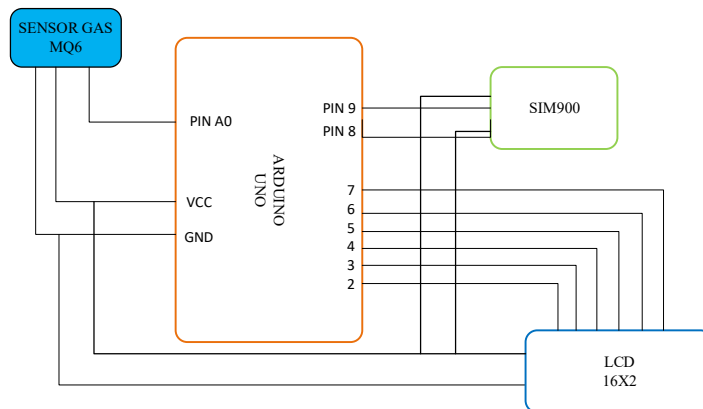 SENSOR GAS
MQ6
PIN A0
VCC
GND
ARDUINO
UNO
PIN 9
PIN 8
7
6
5
4
3
2
SIM900
LCD
16X2